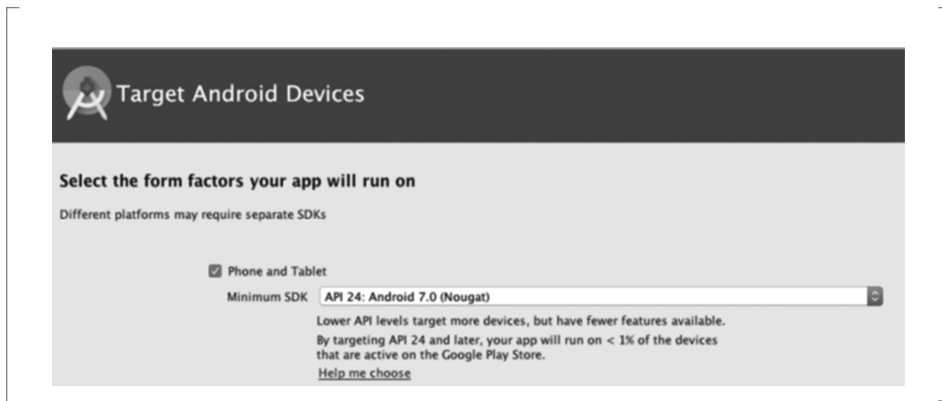 Target Android Devices
Select the form factors your app will run on
Different platforms may require separate SDKs
Phone and Tablet
Minimum SDK API 24: Android 7.0 (Nougat)
Lower API levels target more devices, but have fewer features available.
By targeting API 24 and later, your app will run on < 1% of the devices
that are active on the Google Play Store.
Help me choose